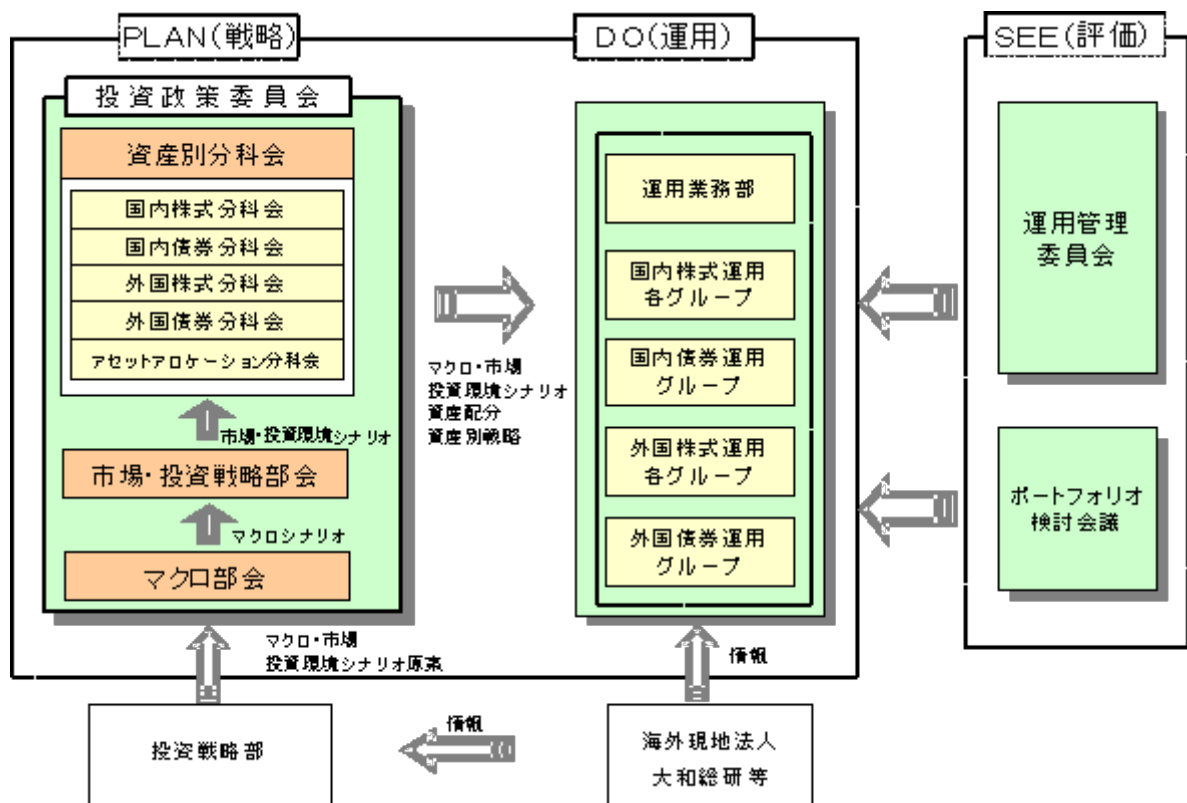 PLAN(戦略)
投資政策委員会
資産別分科会
国内株式分科会
国内債券分科会
外国株式分科会
外国債券分科会
アセットアロケーション分科会
市場・投資環境シナリオ
市場・投資戦略部会
マクロシナリオ
マクロ部会
マクロ・市場
投資環境シナリオ原案
投資戦略部
マクロ・市場
投資環境シナリオ
資産配分
資産別戦略
DO(運用)
運用業務部
国内株式運用
各グループ
国内債券運用
グループ
外国株式運用
各グループ
外国債券運用
グループ
情報
情報
海外現地法人
大和総研等
SEE(評価)
運用管理
委員会
ポートフォリオ
検討会議